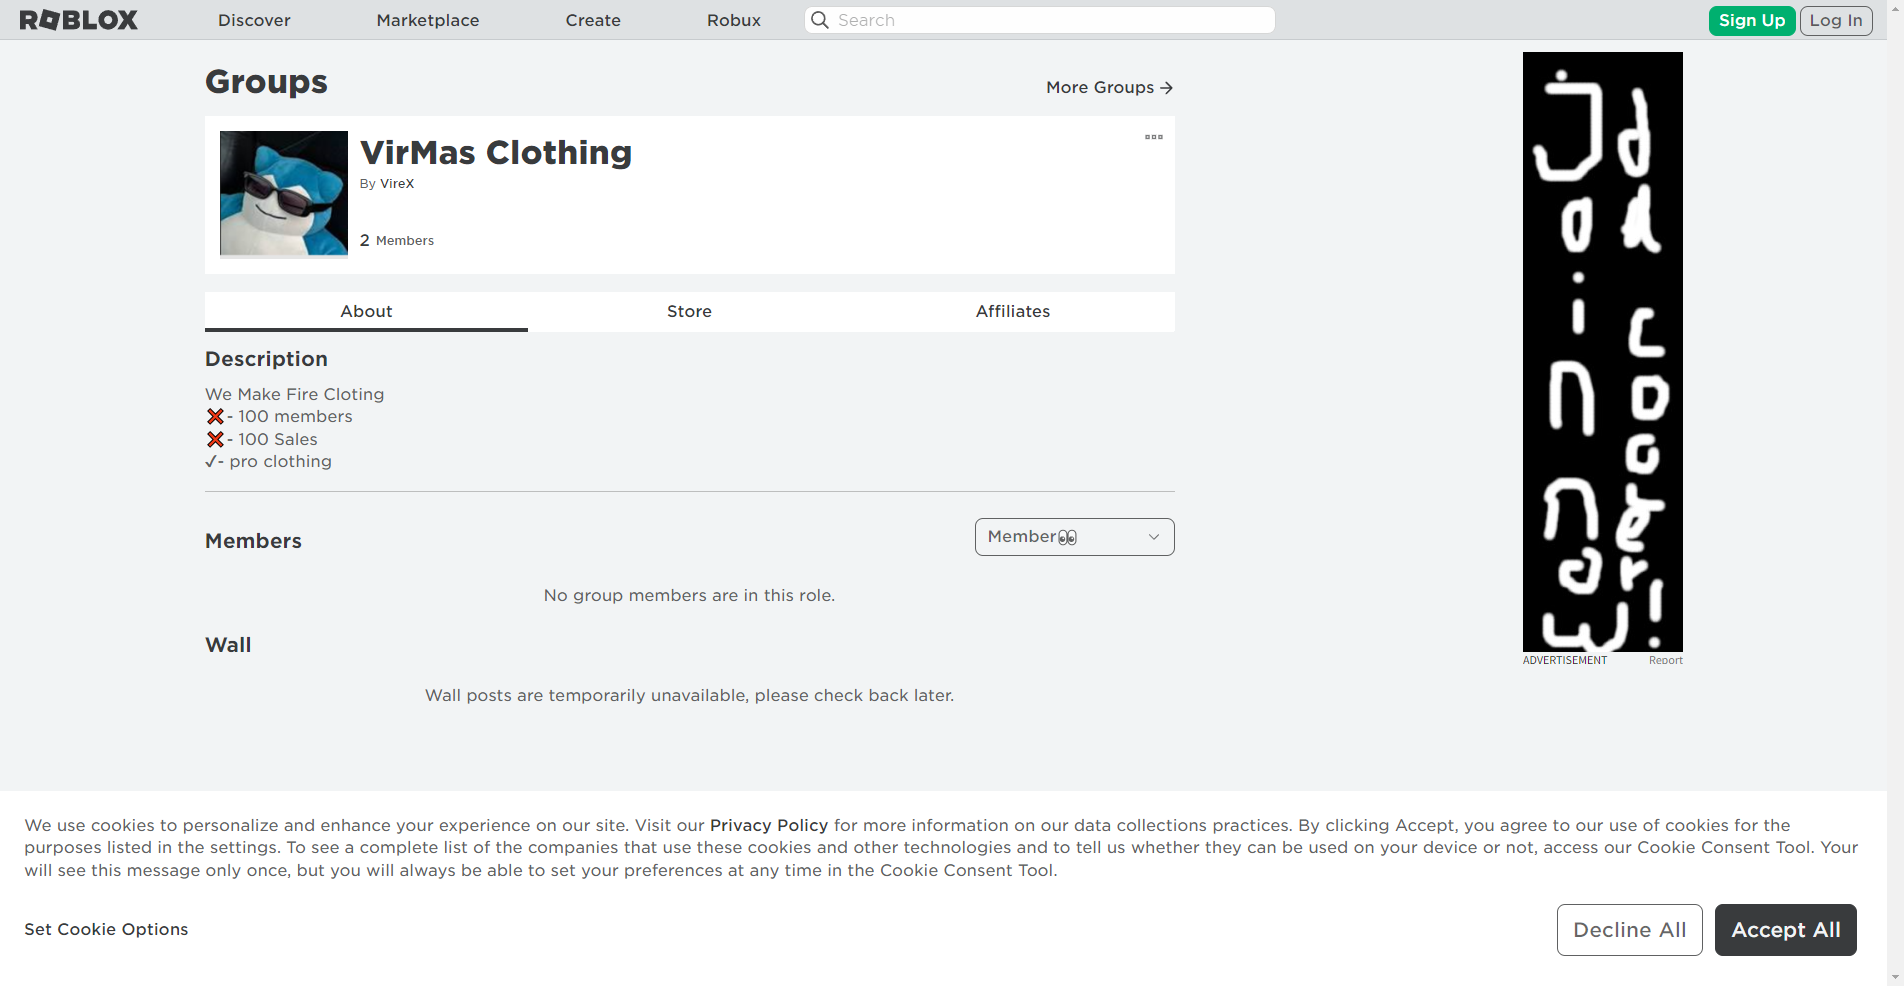 ROBLOX
Discover
Marketplace
Create
Robux
Search
Sign Up
Log In
Groups
More Groups →
VirMas Clothing
By VireX
2 Members
About
Store
Affiliates
Description
We Make Fire Cloting
❌- 100 members
❌- 100 Sales
✓- pro clothing
Members
Member👀
No group members are in this role.
Wall
Wall posts are temporarily unavailable, please check back later.
Join now
ADVERTISEMENT
Report
We use cookies to personalize and enhance your experience on our site. Visit our Privacy Policy for more information on our data collections practices. By clicking Accept, you agree to our use of cookies for the
purposes listed in the settings. To see a complete list of the companies that use these cookies and other technologies and to tell us whether they can be used on your device or not, access our Cookie Consent Tool. Your
will see this message only once, but you will always be able to set your preferences at any time in the Cookie Consent Tool.
Set Cookie Options
Decline All
Accept All